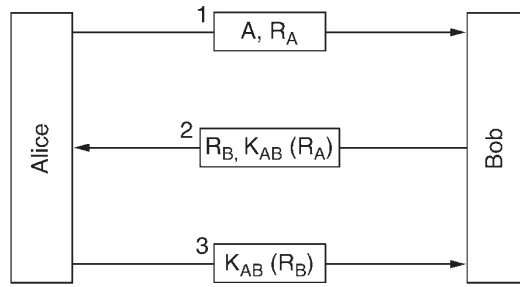 1
A, R_A
2
R_B, K_AB (R_A)
3
K_AB (R_B)
Alice
Bob